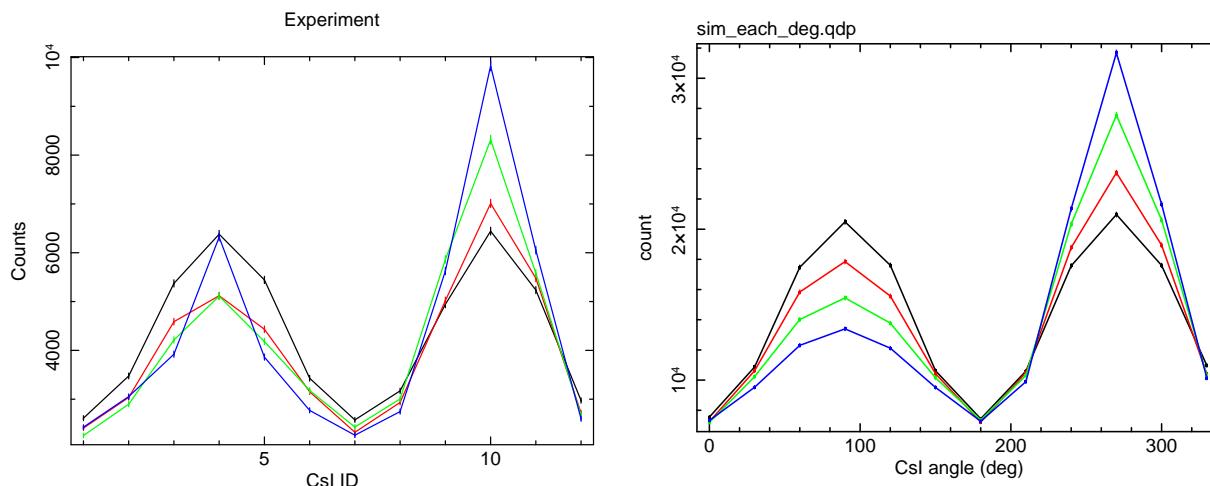 Experiment
10⁴
8000
6000
4000
Counts
5
10
CsI ID
sim_each_deg.qdp
3×10⁴
2×10⁴
10⁴
count
0
100
200
300
CsI angle (deg)